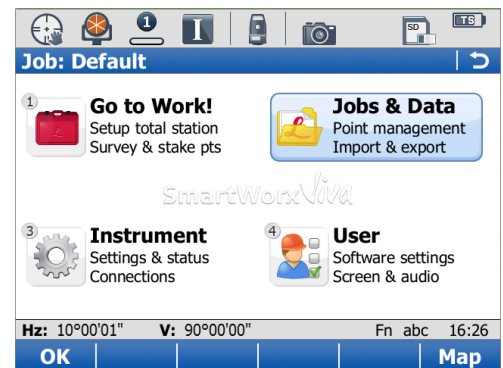 1
I
SD
TS
Job: Default
1
Go to Work!
Setup total station
Survey & stake pts
Jobs & Data
Point management
Import & export
SmartWorx Viva
3
Instrument
Settings & status
Connections
4
User
Software settings
Screen & audio
Hz: 10°00'01" V: 90°00'00" Fn abc 16:26
OK Map